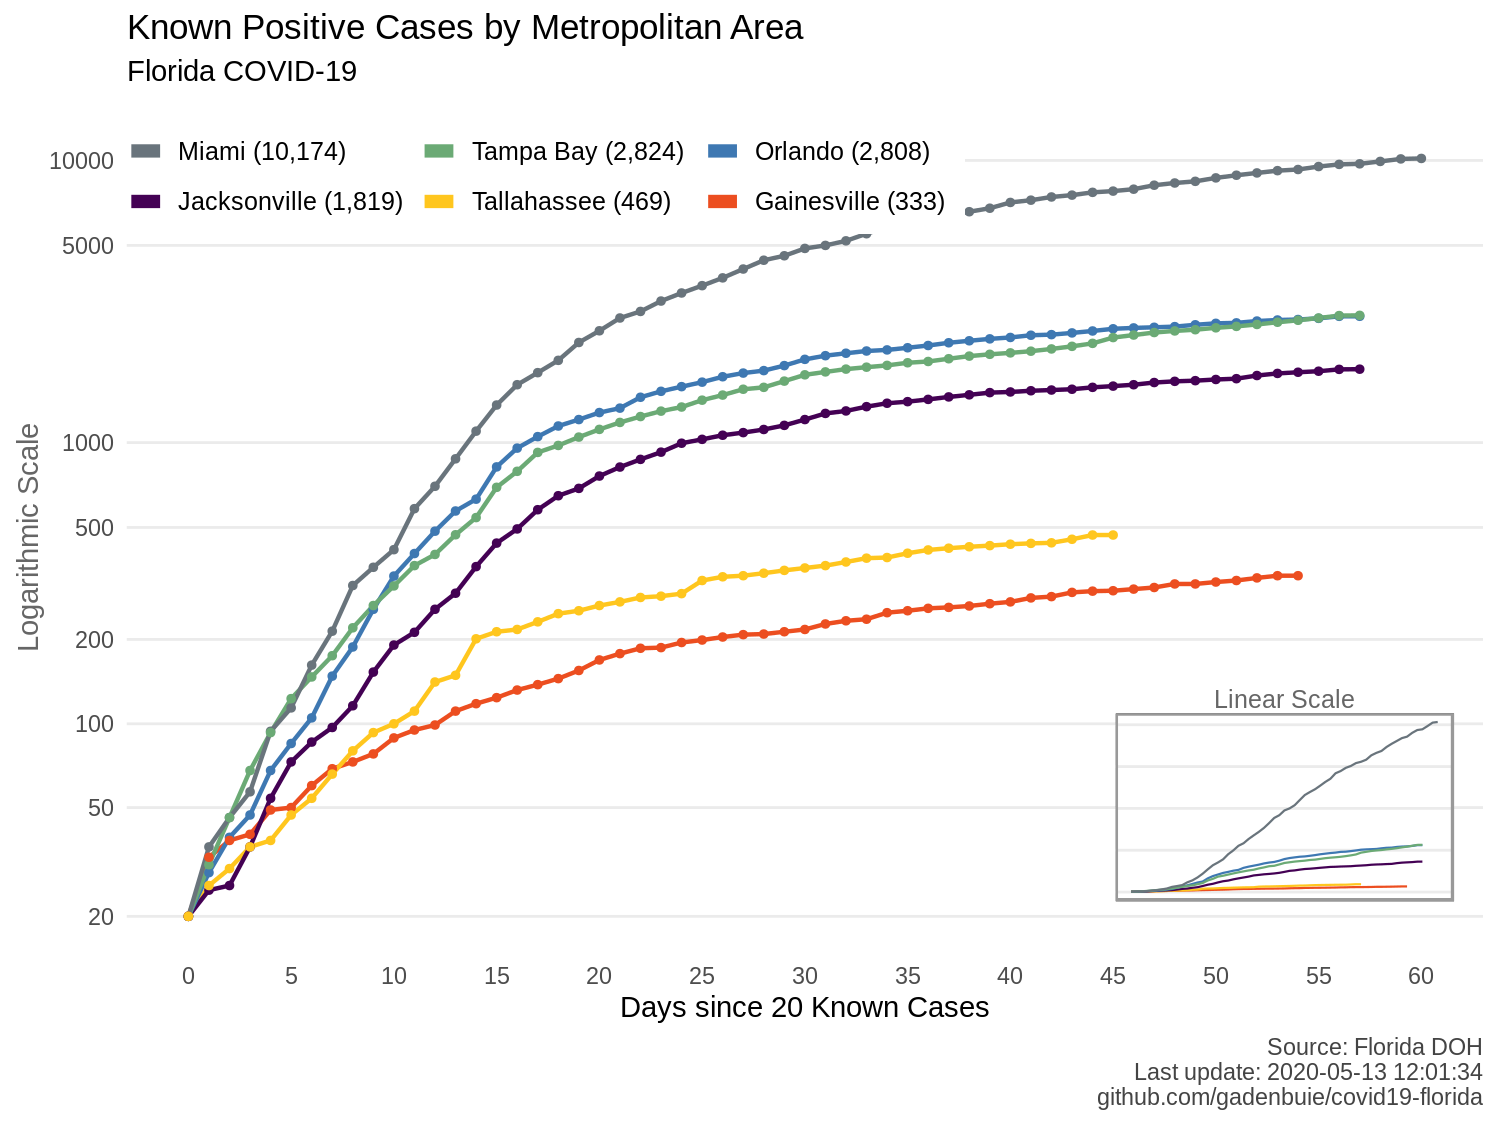 Known Positive Cases by Metropolitan Area
Florida COVID-19
Miami (10,174) Tampa Bay (2,824) Orlando (2,808)
Jacksonville (1,819) Tallahassee (469) Gainesville (333)
10000
5000
1000
500
200
100
50
20
Logarithmic Scale
Linear Scale
0 5 10 15 20 25 30 35 40 45 50 55 60
Days since 20 Known Cases
Source: Florida DOH
Last update: 2020-05-13 12:01:34
github.com/gadenbuie/covid19-florida